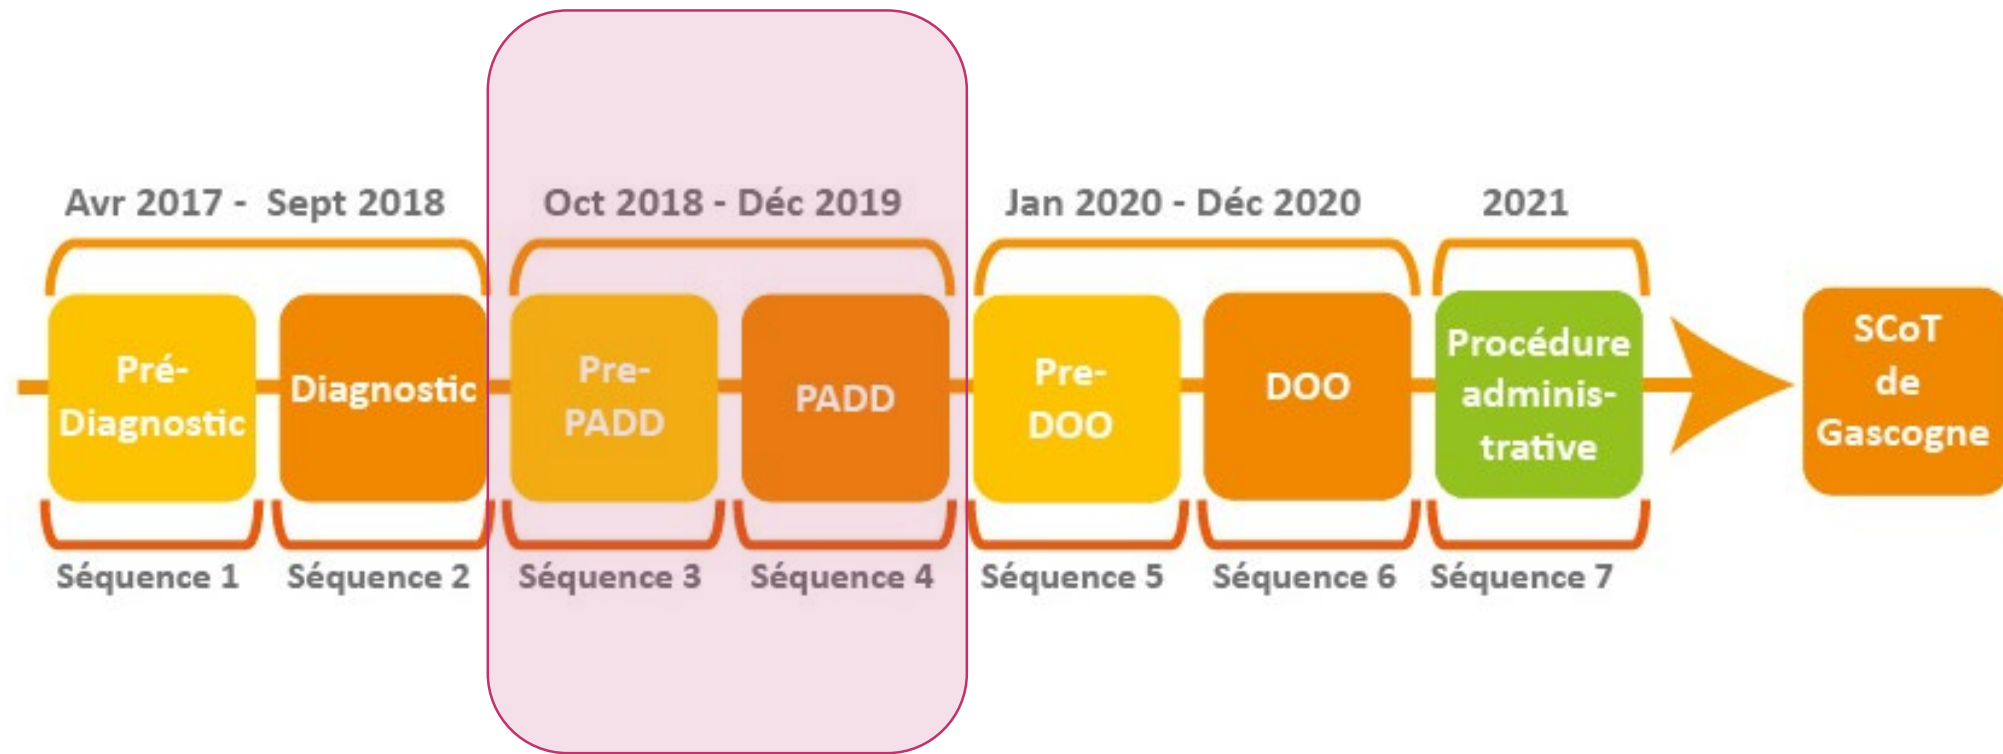 Avr 2017 - Sept 2018
Oct 2018 - Déc 2019
Jan 2020 - Déc 2020
2021
Pré-
Diagnostic
Diagnostic
Pre-
PADD
PADD
Pre-
DOO
DOO
Procédure
adminis-
trative
SCoT
de
Gascogne
Séquence 1
Séquence 2
Séquence 3
Séquence 4
Séquence 5
Séquence 6
Séquence 7